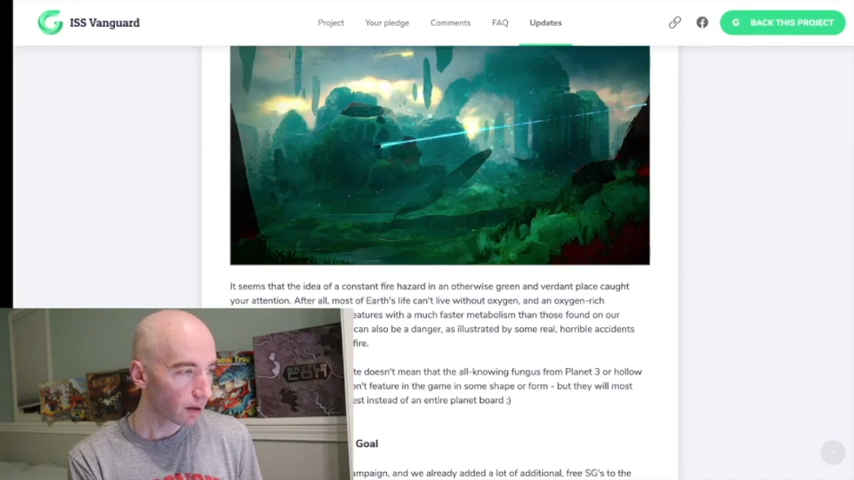 ISS Vanguard
Project Your pledge Comments FAQ Updates
BACK THIS PROJECT
It seems that the idea of a constant fire hazard in an otherwise green and verdant place caught
your attention. After all, most of Earth's life can't live without oxygen, and an oxygen-rich
eatures with a much faster metabolism than those found on our
can also be a danger, as illustrated by some real, horrible accidents
fire.
te doesn't mean that the all-knowing fungus from Planet 3 or hollow
n't feature in the game in some shape or form - but they will most
est instead of an entire planet board :)
Goal
mpaign, and we already added a lot of additional, free SG's to the